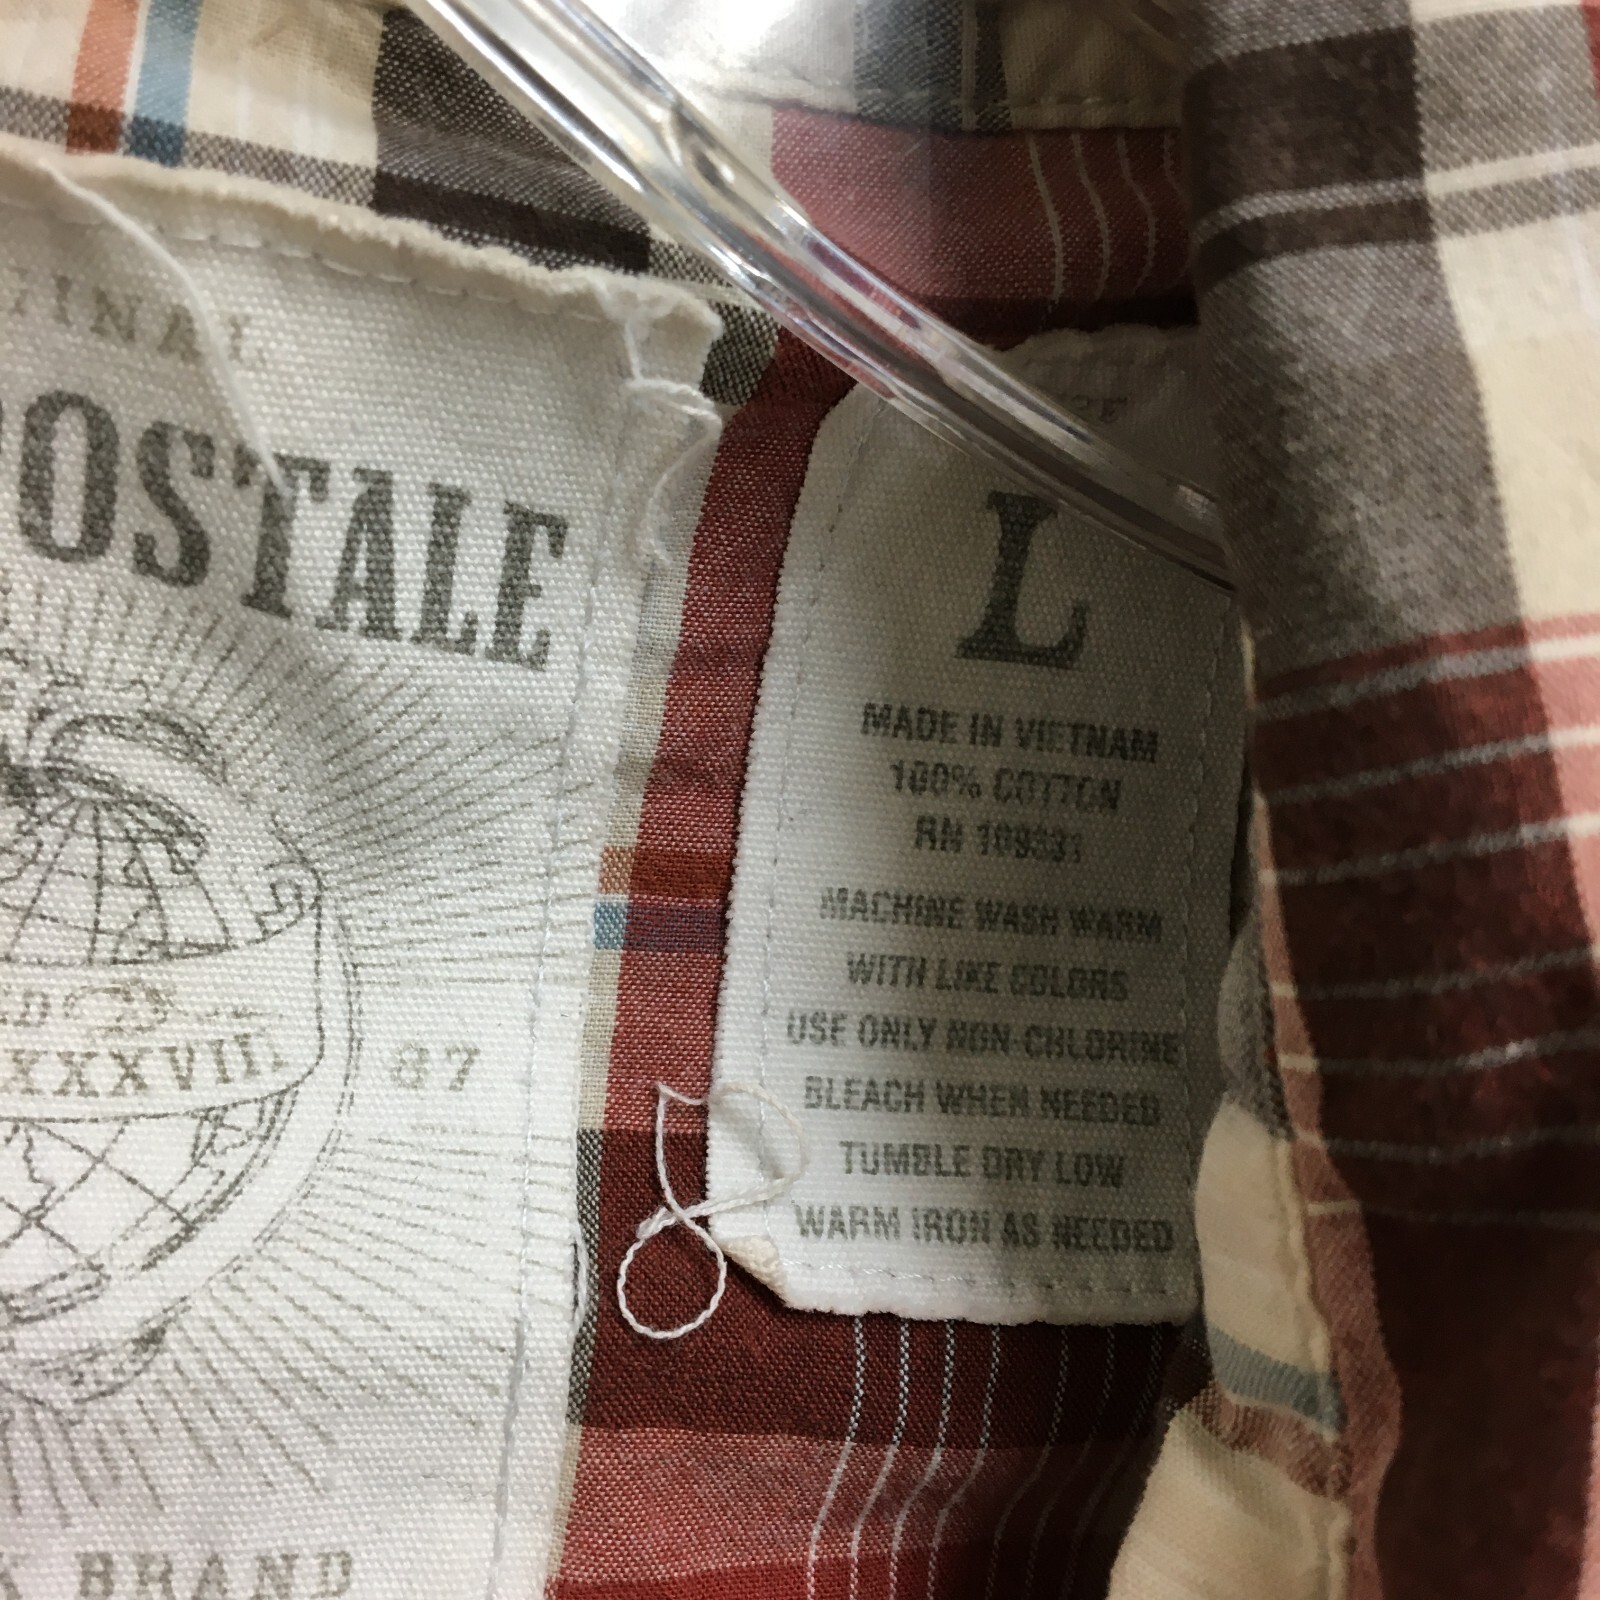 OSTALE
87
BRAND
L
MADE IN VIETNAM
100% COTTON
MACHINE WASH WARM
WITH LIKE COLORS
USE ONLY NON-CHLORINE
BLEACH WHEN NEEDED
TUMBLE DRY LOW
WARM IRON AS NEEDED